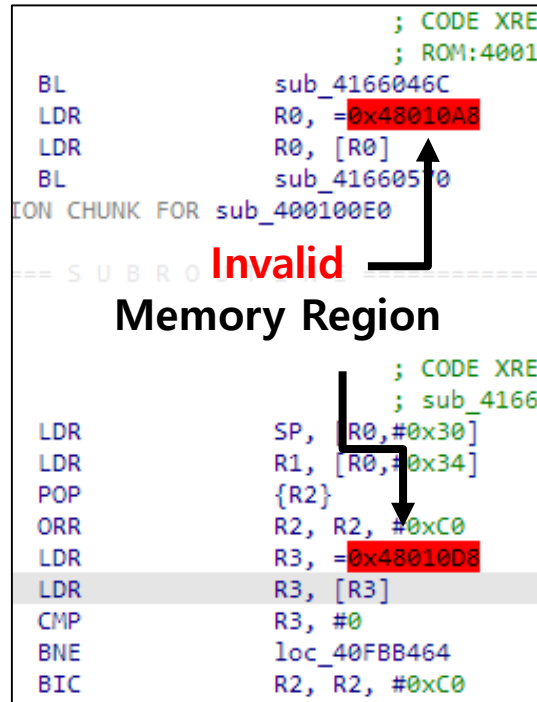 ; CODE XRE
; ROM:4001
BL sub_4166046C
LDR R0, =0x48010A8
LDR R0, [R0]
BL sub_41660570
ION CHUNK FOR sub_400100E0
Invalid
=== S U B R O
Memory Region
; CODE XRE
; sub_4166
LDR SP, [R0,#0x30]
LDR R1, [R0,#0x34]
POP {R2}
ORR R2, R2, #0xC0
LDR R3, =0x48010D8
LDR R3, [R3]
CMP R3, #0
BNE loc_40FBB464
BIC R2, R2, #0xC0